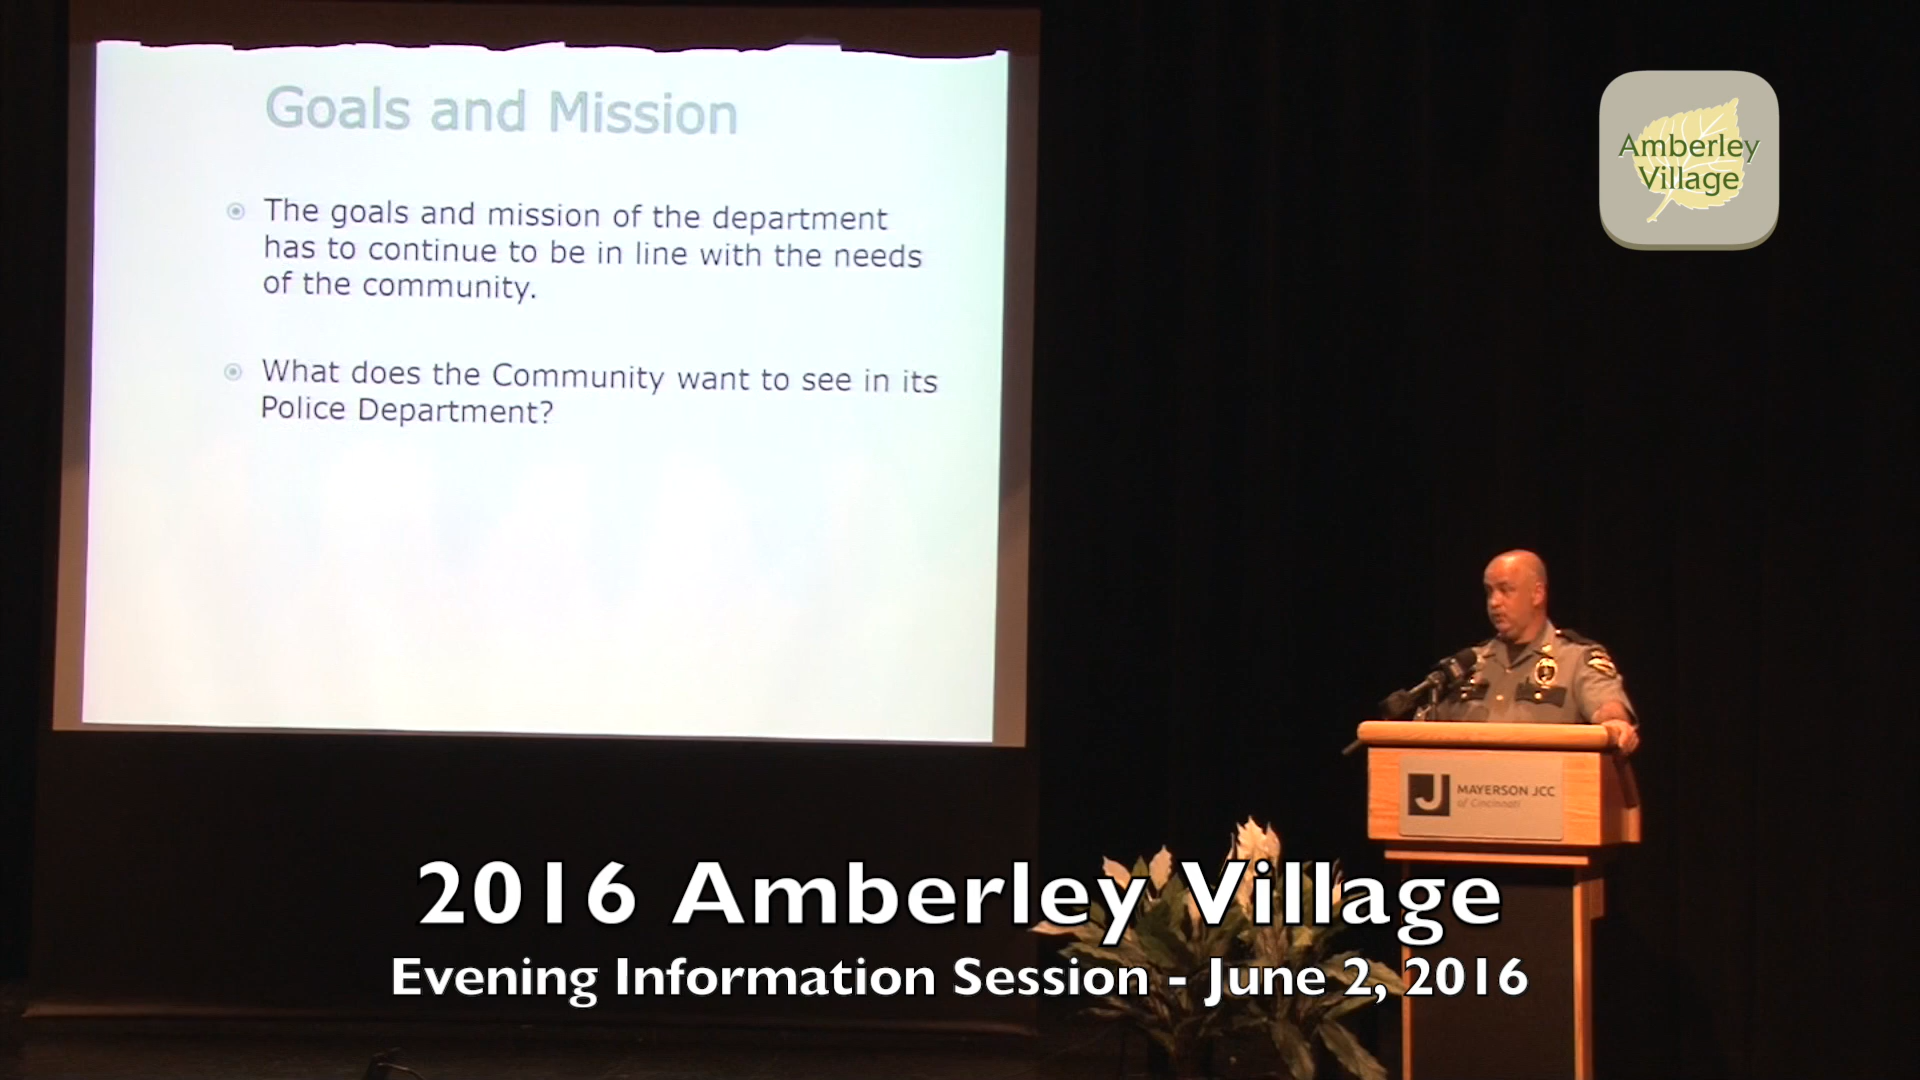 Goals and Mission
The goals and mission of the department
has to continue to be in line with the needs
of the community.
What does the Community want to see in its
Police Department?
Amberley
Village
J MAYERSON JCC
of Cincinnati
2016 Amberley Village
Evening Information Session - June 2, 2016